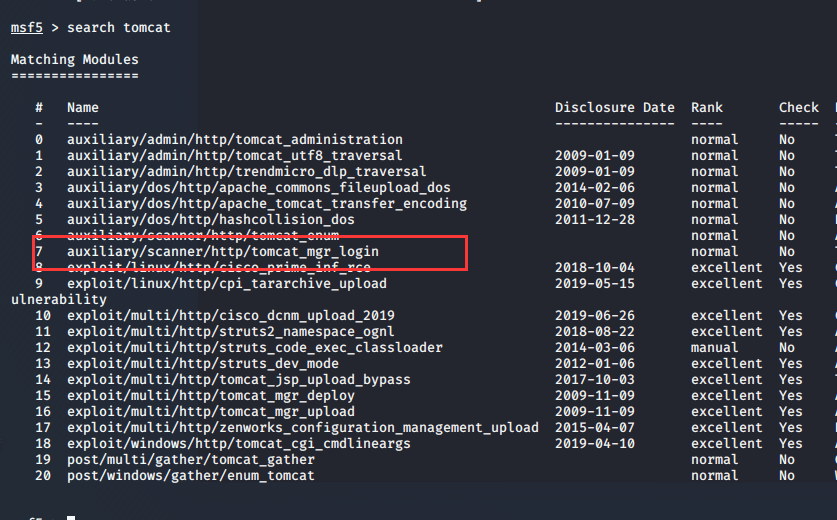 msf5 > search tomcat
Matching Modules
================
# Name Disclosure Date Rank Check
- ---- --------------- ---- -----
0 auxiliary/admin/http/tomcat_administration normal No
1 auxiliary/admin/http/tomcat_utf8_traversal 2009-01-09 normal No
2 auxiliary/admin/http/trendmicro_dlp_traversal 2009-01-09 normal No
3 auxiliary/dos/http/apache_commons_fileupload_dos 2014-02-06 normal No
4 auxiliary/dos/http/apache_tomcat_transfer_encoding 2010-07-09 normal No
5 auxiliary/dos/http/hashcollision_dos 2011-12-28 normal No
6 auxiliary/scanner/http/tomcat_enum normal No
7 auxiliary/scanner/http/tomcat_mgr_login normal No
8 exploit/linux/http/cisco_prime_inf_rce 2018-10-04 excellent Yes
9 exploit/linux/http/cpi_tararchive_upload 2019-05-15 excellent Yes
ulnerability
10 exploit/multi/http/cisco_dcnm_upload_2019 2019-06-26 excellent Yes
11 exploit/multi/http/struts2_namespace_ognl 2018-08-22 excellent Yes
12 exploit/multi/http/struts_code_exec_classloader 2014-03-06 manual No
13 exploit/multi/http/struts_dev_mode 2012-01-06 excellent Yes
14 exploit/multi/http/tomcat_jsp_upload_bypass 2017-10-03 excellent Yes
15 exploit/multi/http/tomcat_mgr_deploy 2009-11-09 excellent Yes
16 exploit/multi/http/tomcat_mgr_upload 2009-11-09 excellent Yes
17 exploit/multi/http/zenworks_configuration_management_upload 2015-04-07 excellent Yes
18 exploit/windows/http/tomcat_cgi_cmdlineargs 2019-04-10 excellent Yes
19 post/multi/gather/tomcat_gather normal No
20 post/windows/gather/enum_tomcat normal No